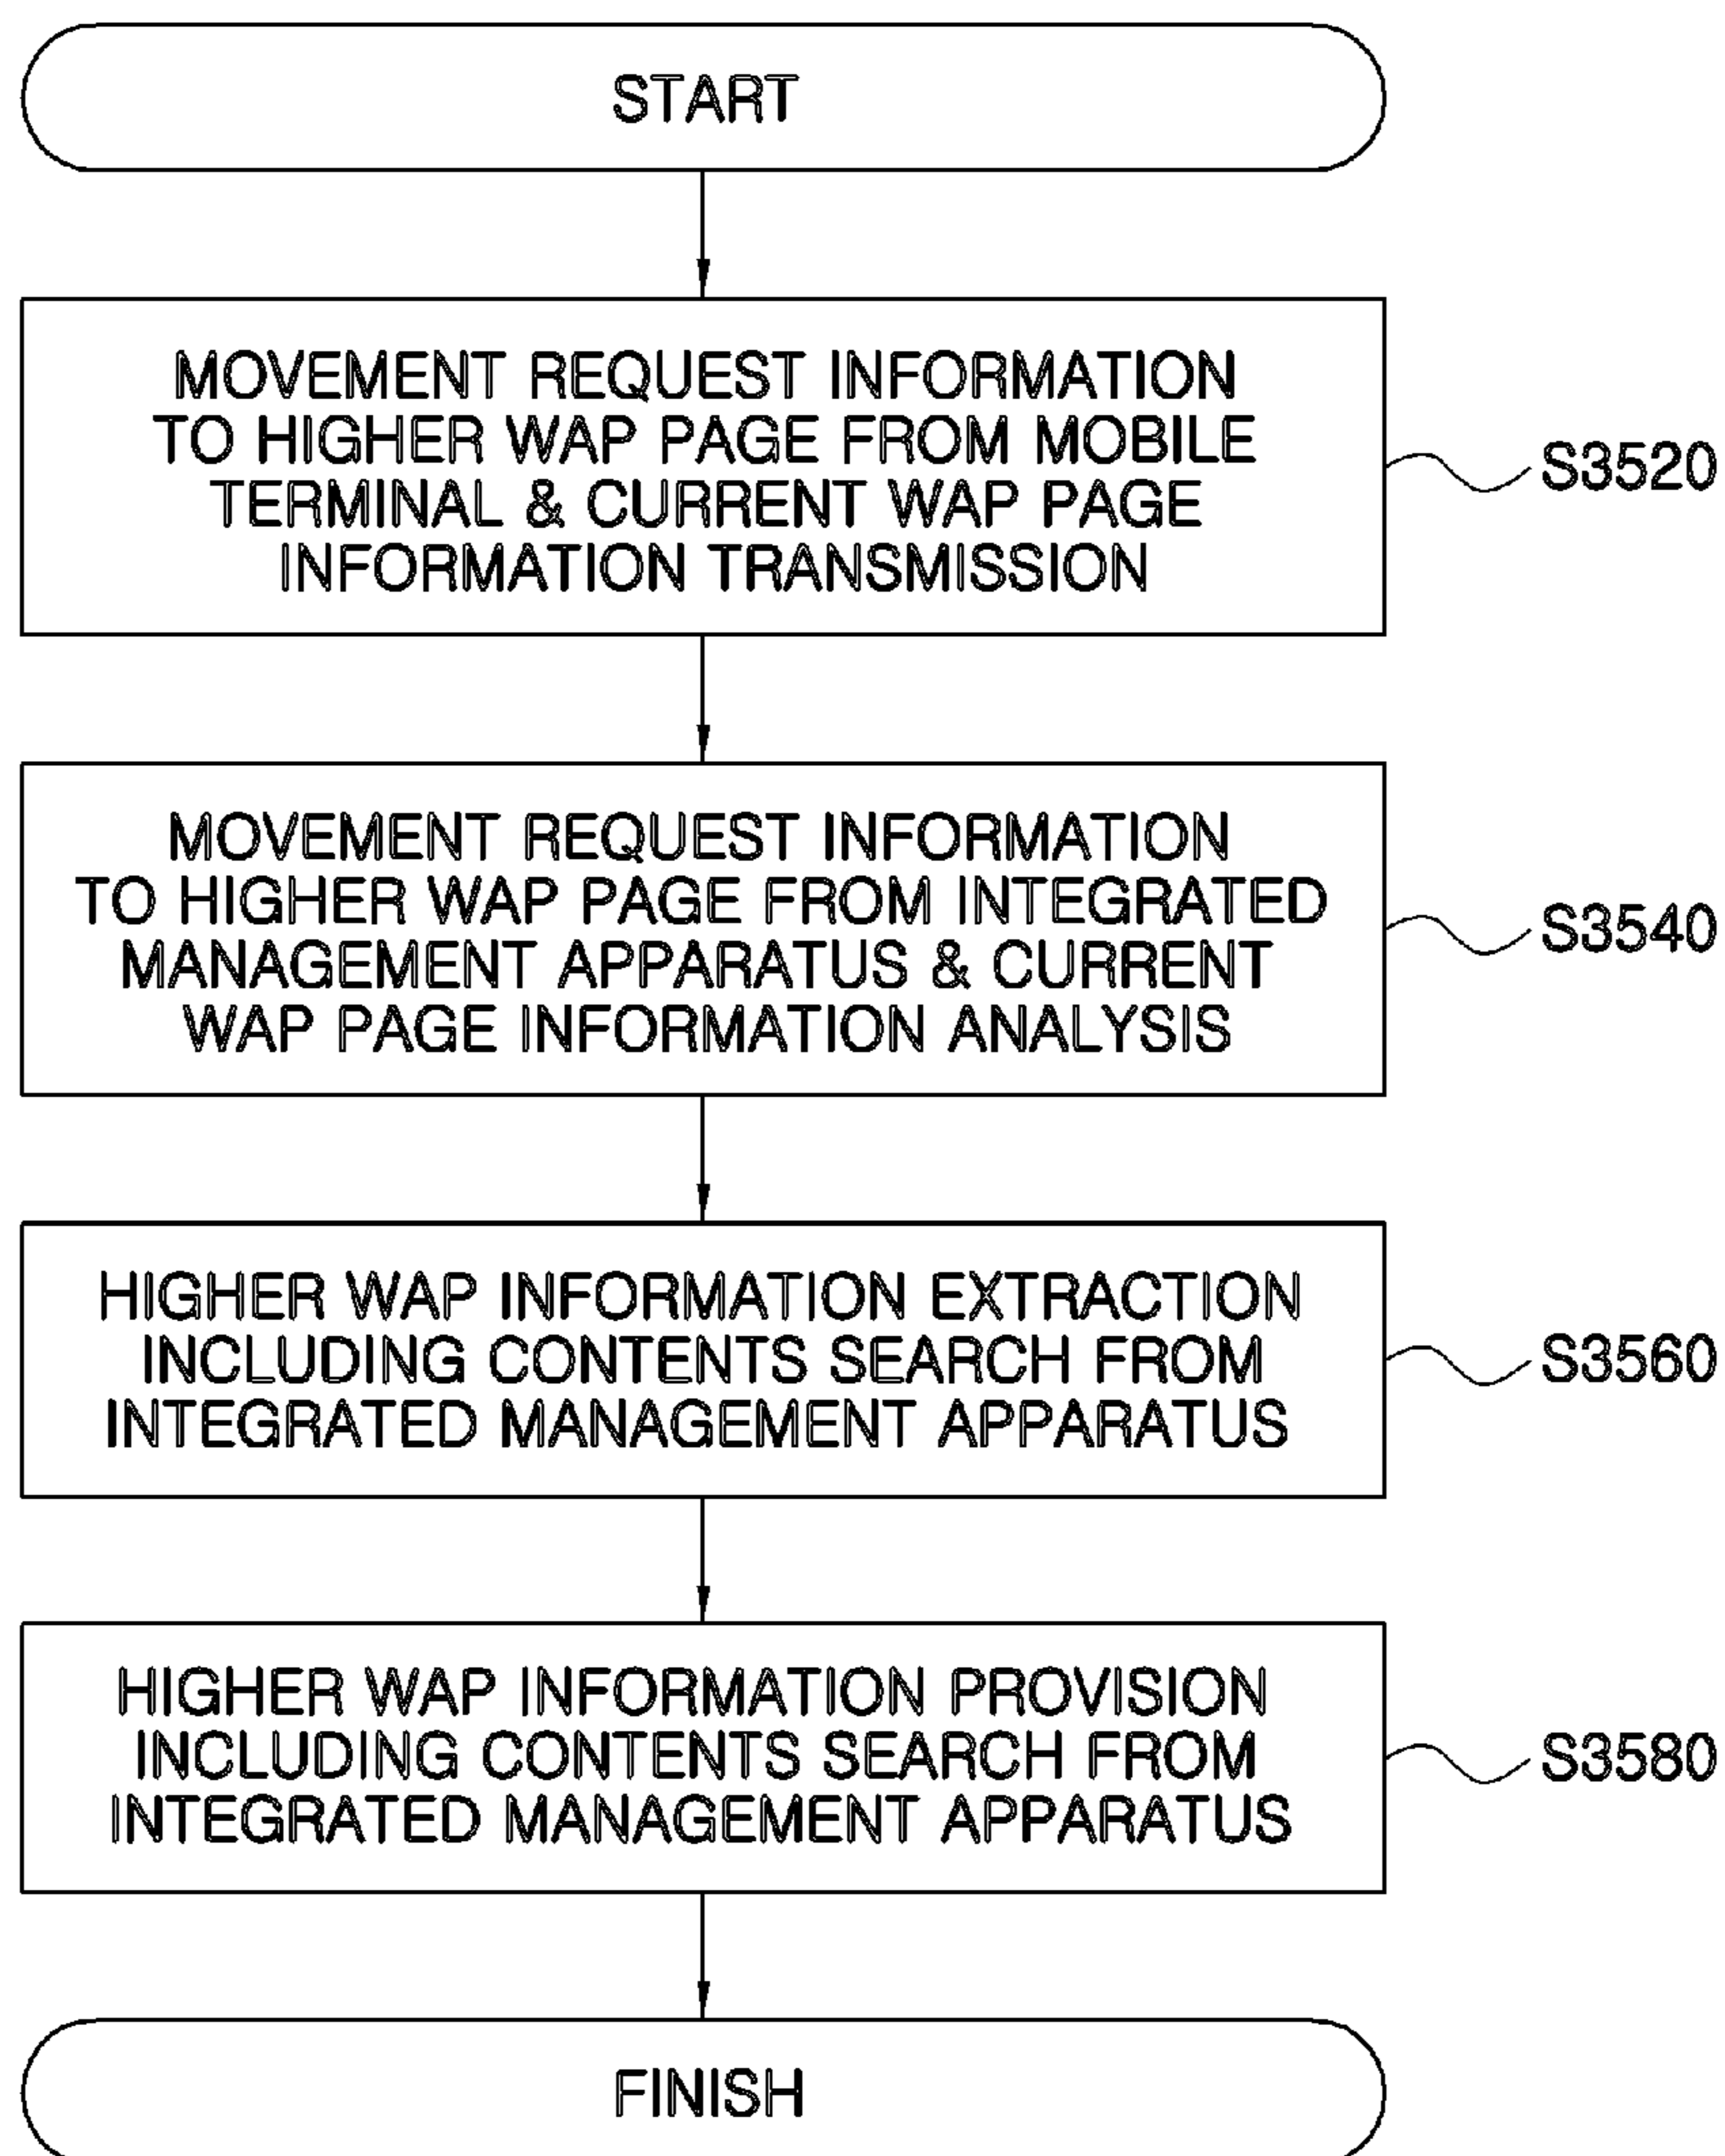 START
MOVEMENT REQUEST INFORMATION
TO HIGHER WAP PAGE FROM MOBILE
TERMINAL & CURRENT WAP PAGE
INFORMATION TRANSMISSION
S3520
MOVEMENT REQUEST INFORMATION
TO HIGHER WAP PAGE FROM INTEGRATED
MANAGEMENT APPARATUS & CURRENT
WAP PAGE INFORMATION ANALYSIS
S3540
HIGHER WAP INFORMATION EXTRACTION
INCLUDING CONTENTS SEARCH FROM
INTEGRATED MANAGEMENT APPARATUS
S3560
HIGHER WAP INFORMATION PROVISION
INCLUDING CONTENTS SEARCH FROM
INTEGRATED MANAGEMENT APPARATUS
S3580
FINISH